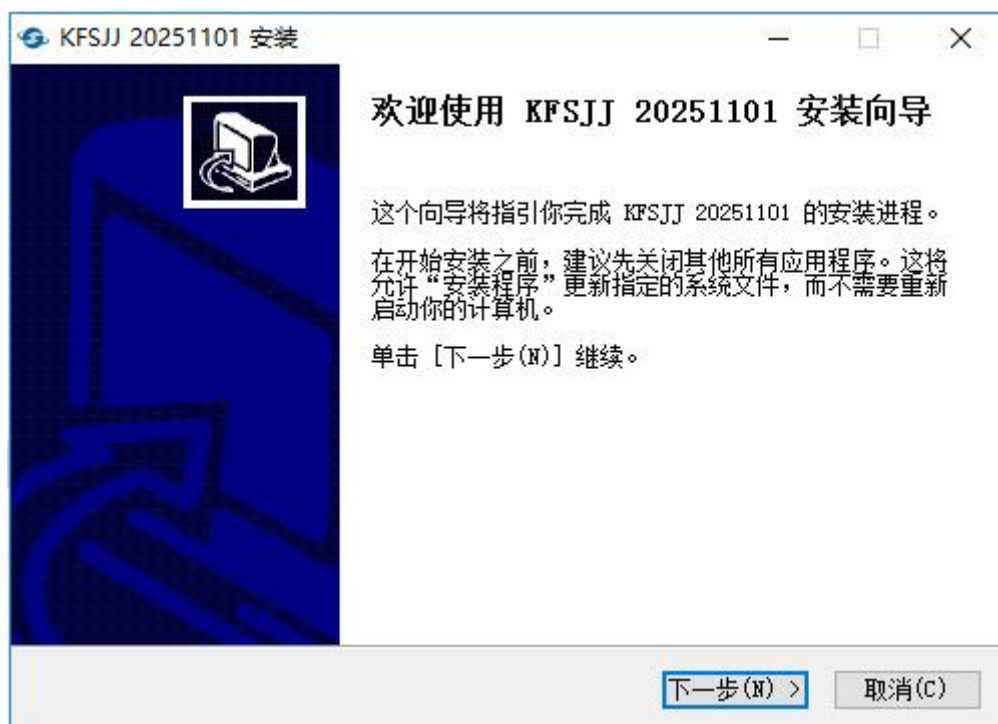 KFSJJ 20251101 安装
欢迎使用 KFSJJ 20251101 安装向导
这个向导将指引你完成 KFSJJ 20251101 的安装进程。
在开始安装之前，建议先关闭其他所有应用程序。这将
允许“安装程序”更新指定的系统文件，而不需要重新
启动你的计算机。
单击 [下一步(N)] 继续。
下一步(N) >
取消(C)